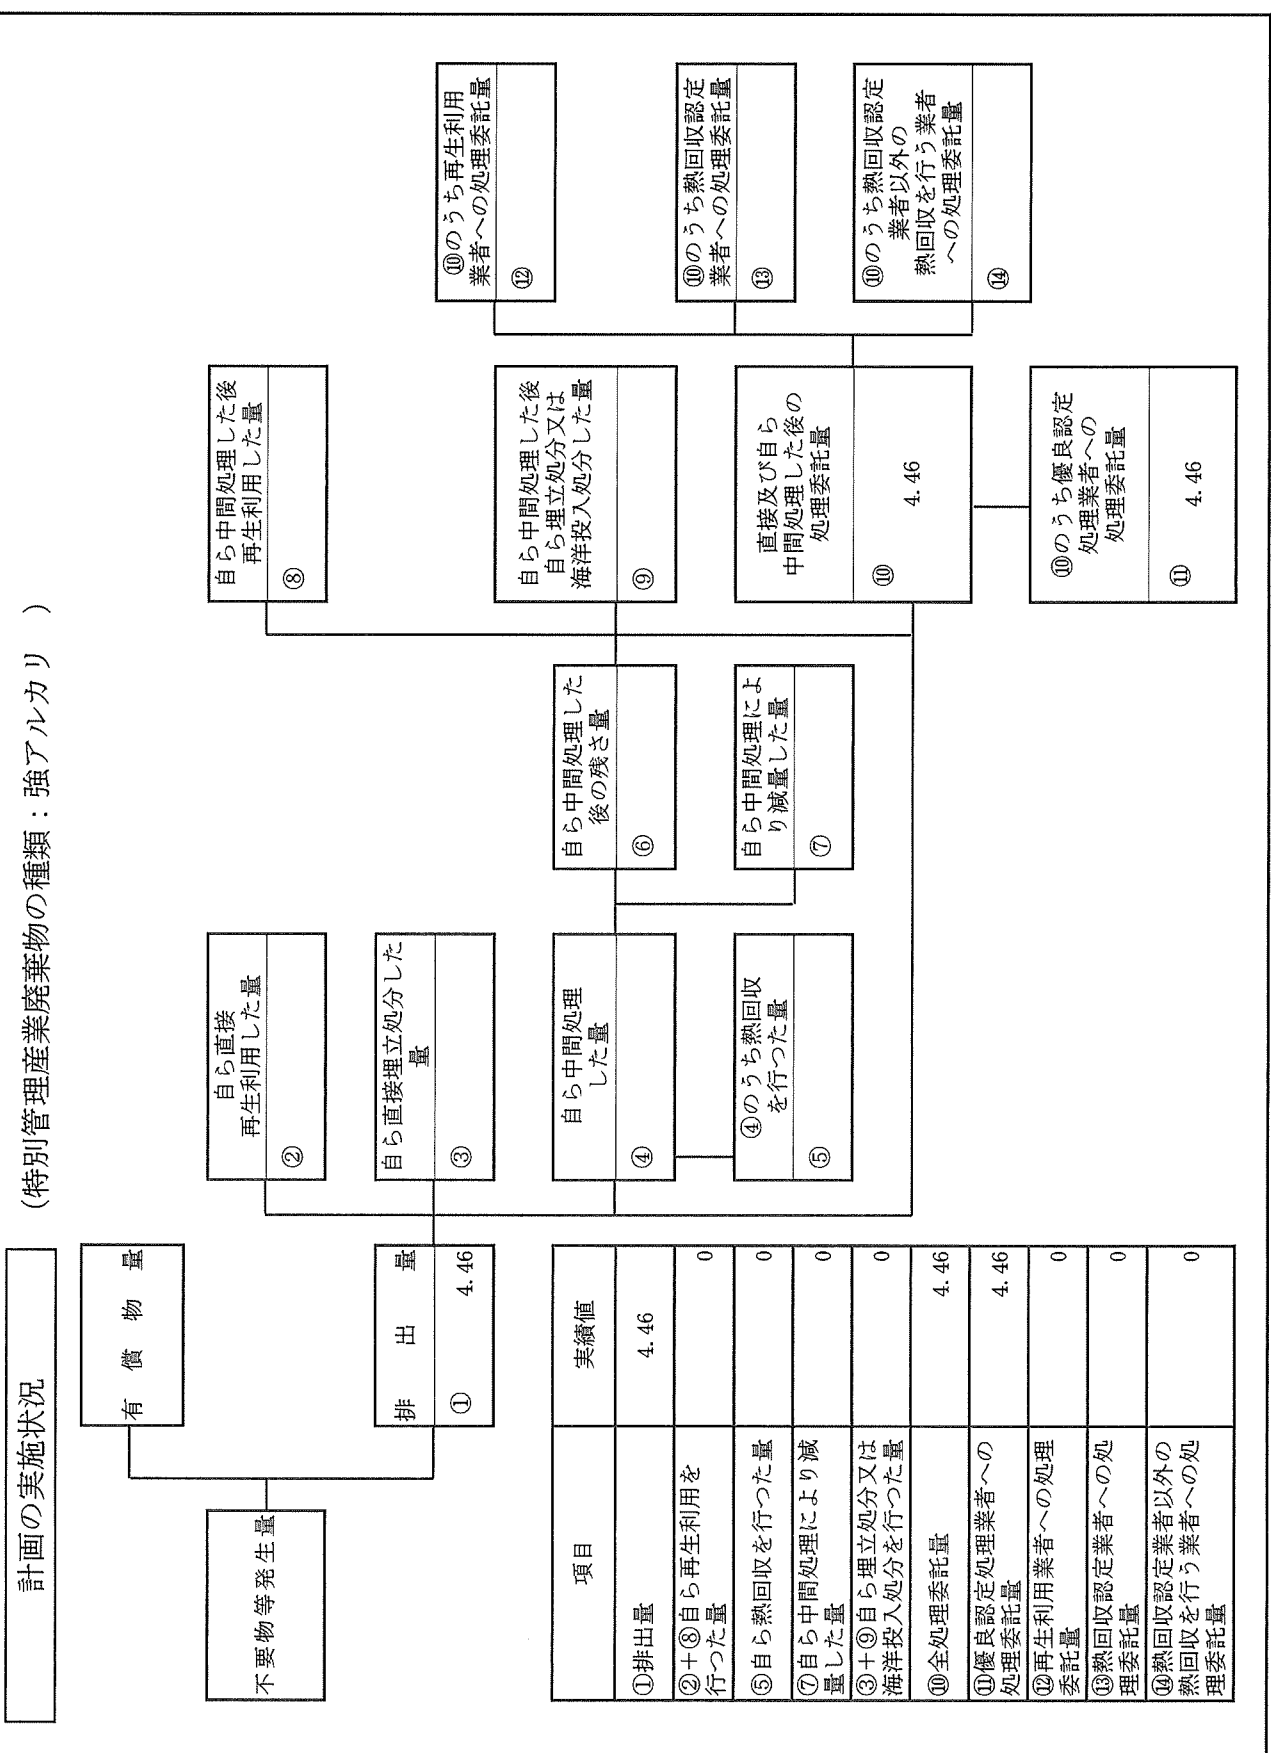 計画の実施状況
(特別管理産業廃棄物の種類：強アルカリ　)
不要物等発生量
有 償 物 量
排 出 量
① 4.46
自ら直接
再生利用した量
②
自ら直接埋立処分した
量
③
自ら中間処理
した量
④
④のうち熱回収
を行つた量
⑤
自ら中間処理した
後の残さ量
⑥
自ら中間処理によ
り減量した量
⑦
自ら中間処理した後
再生利用した量
⑧
自ら中間処理した後
自ら埋立処分又は
海洋投入処分した量
⑨
直接及び自ら
中間処理した後の
処理委託量
⑩ 4.46
⑩のうち優良認定
処理業者への
処理委託量
⑪ 4.46
⑩のうち再生利用
業者への処理委託量
⑫
⑩のうち熱回収認定
業者への処理委託量
⑬
⑩のうち熱回収認定
業者以外の
熱回収を行う業者
への処理委託量
⑭
項目 実績値
①排出量 4.46
②＋⑧自ら再生利用を
行つた量 0
⑤自ら熱回収を行つた量 0
⑦自ら中間処理により減
量した量 0
③＋⑨自ら埋立処分又は
海洋投入処分を行つた量 0
⑩全処理委託量 4.46
⑪優良認定処理業者への
処理委託量 4.46
⑫再生利用業者への処理
委託量 0
⑬熱回収認定業者への処
理委託量 0
⑭熱回収認定業者以外の
熱回収を行う業者への処
理委託量 0